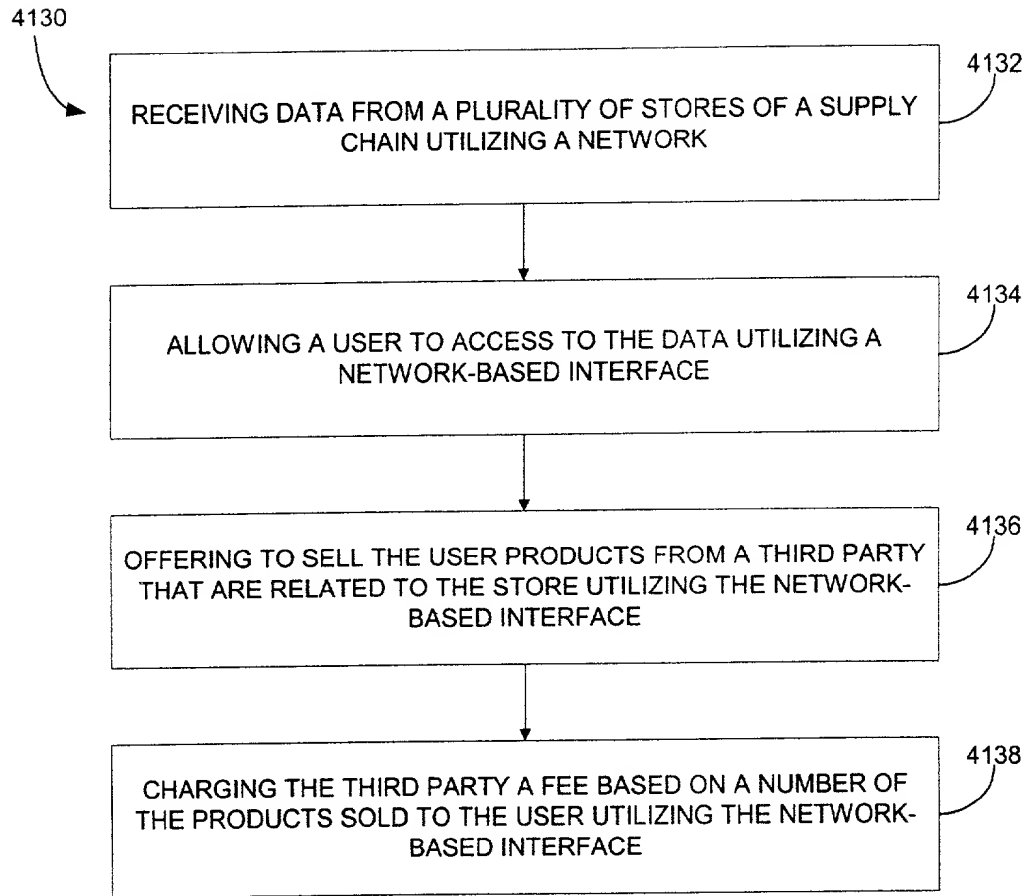 4130
4132
RECEIVING DATA FROM A PLURALITY OF STORES OF A SUPPLY
CHAIN UTILIZING A NETWORK
4134
ALLOWING A USER TO ACCESS TO THE DATA UTILIZING A
NETWORK-BASED INTERFACE
4136
OFFERING TO SELL THE USER PRODUCTS FROM A THIRD PARTY
THAT ARE RELATED TO THE STORE UTILIZING THE NETWORK-
BASED INTERFACE
4138
CHARGING THE THIRD PARTY A FEE BASED ON A NUMBER OF
THE PRODUCTS SOLD TO THE USER UTILIZING THE NETWORK-
BASED INTERFACE